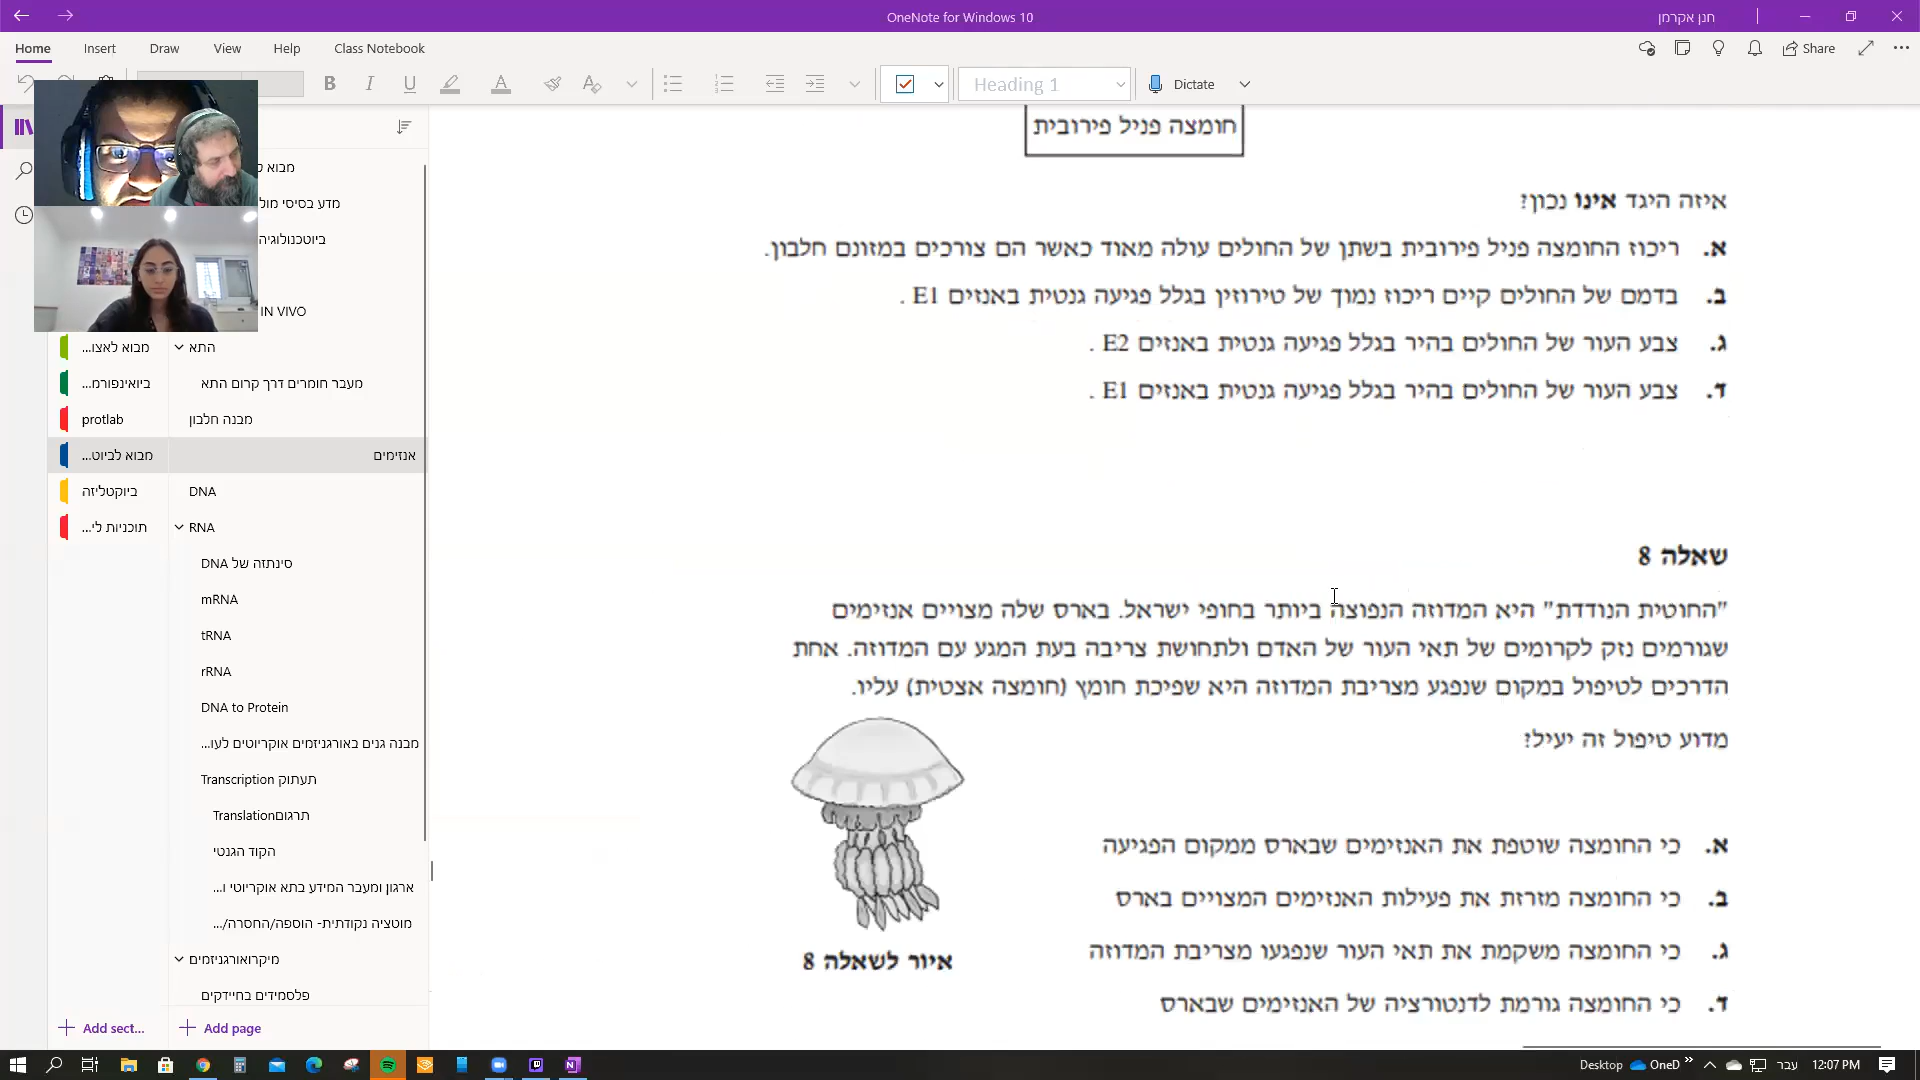 OneNote for Windows 10
חנן אקרמן
Home Insert Draw View Help Class Notebook
Share
B I U A Heading 1 Dictate
מבוא
מדע בסיסי מול
ביוטכנולוגיה
IN VIVO
מבוא לאצו...
ביואינפורמ...
protlab
מבוא לביוט...
ביוקטליזה
תוכניות לי...
התא
מעבר חומרים דרך קרום התא
מבנה חלבון
אנזימים
DNA
RNA
סינתזה של DNA
mRNA
tRNA
rRNA
DNA to Protein
מבנה גנים באורגניזמים אוקריוטים לעו...
תעתוק Transcription
תרגוםTranslation
הקוד הגנטי
ארגון ומעבר המידע בתא אוקריוטי ו...
מוטציה נקודתית- הוספה/החסרה/...
מיקרואורגניזמים
פלסמידים בחיידקים
Add sect...
Add page
חומצה פניל פירובית
איזה היגד אינו נכון?
א. ריכוז החומצה פניל פירובית בשתן של החולים עולה מאוד כאשר הם צורכים במזונם חלבון.
ב. בדמם של החולים קיים ריכוז נמוך של טירוזין בגלל פגיעה גנטית באנזים E1 .
ג. צבע העור של החולים בהיר בגלל פגיעה גנטית באנזים E2 .
ד. צבע העור של החולים בהיר בגלל פגיעה גנטית באנזים E1 .
שאלה 8
"החוטית הנודדת" היא המדוזה הנפוצה ביותר בחופי ישראל. בארס שלה מצויים אנזימים
שגורמים נזק לקרומים של תאי העור של האדם ולתחושת צריבה בעת המגע עם המדוזה. אחת
הדרכים לטיפול במקום שנפגע מצריבת המדוזה היא שפיכת חומץ (חומצה אצטית) עליו.
מדוע טיפול זה יעיל?
א. כי החומצה שוטפת את האנזימים שבארס ממקום הפגיעה
ב. כי החומצה מזרזת את פעילות האנזימים המצויים בארס
ג. כי החומצה משקמת את תאי העור שנפגעו מצריבת המדוזה
ד. כי החומצה גורמת לדנטורציה של האנזימים שבארס
איור לשאלה 8
Desktop OneD עבר 12:07 PM